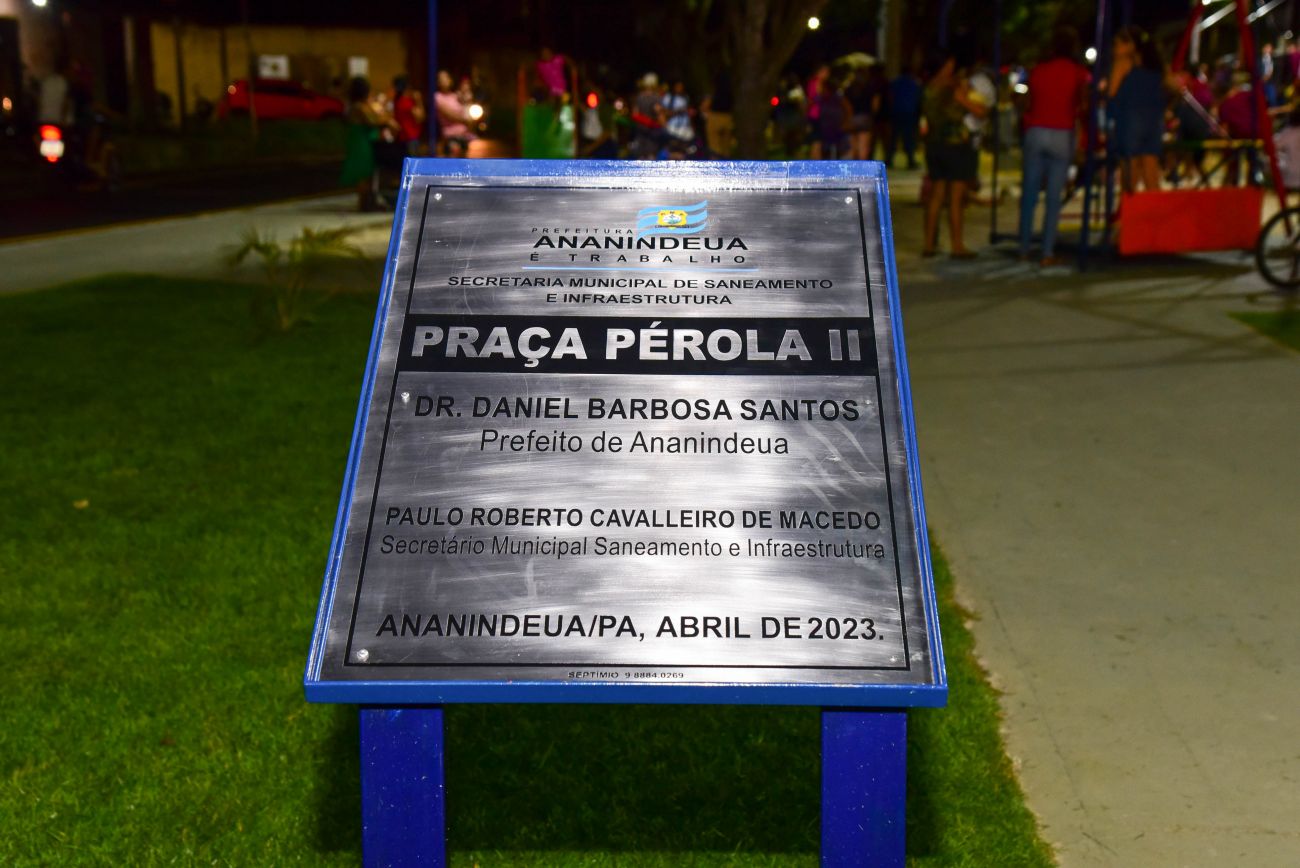 PREFEITURA
ANANINDEUA
É TRABALHO
SECRETARIA MUNICIPAL DE SANEAMENTO
E INFRAESTRUTURA
PRAÇA PÉROLA II
DR. DANIEL BARBOSA SANTOS
Prefeito de Ananindeua
PAULO ROBERTO CAVALLEIRO DE MACEDO
Secretário Municipal Saneamento e Infraestrutura
ANANINDEUA/PA, ABRIL DE 2023.
SEPTÍMIO 9 8884.0269